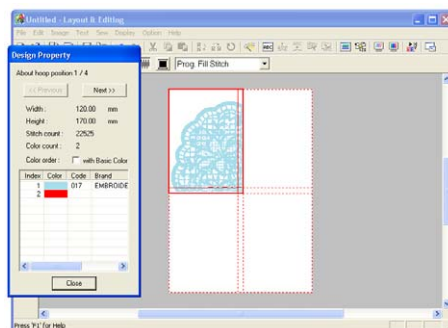 Untitled - Layout & Editing
File Edit Image Text Sew Display Option Help
Design Property
Prog. Fill Stitch
About hoop position 1 / 4
<< Previous Next >>
Width: 120.00 mm
Height: 170.00 mm
Stitch count: 22525
Color count: 2
Color order: with Basic Color
Index Color Code Brand
1 017 EMBROIDE
2
Close
Press 'F1' for Help